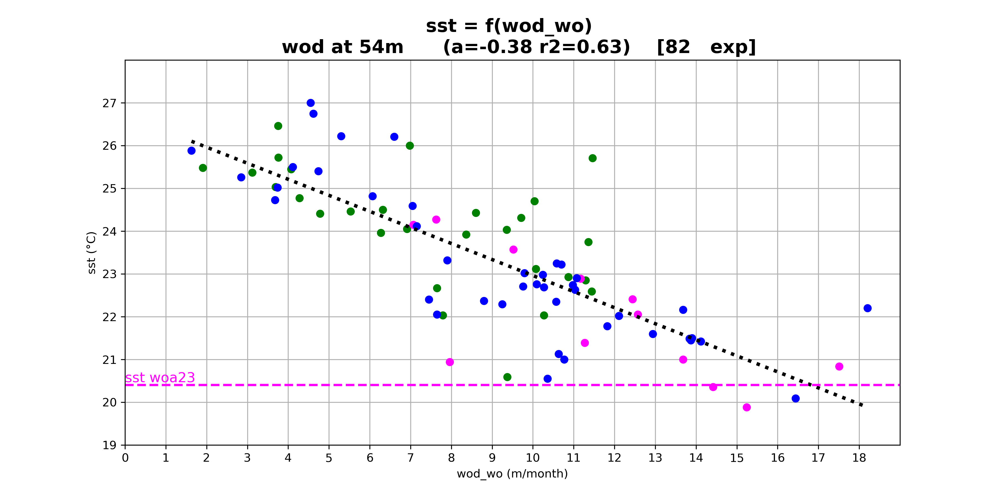 sst = f(wod_wo)
wod at 54m (a=-0.38 r2=0.63) [82 exp]
27
26
25
24
23
22
21
20
19
sst (°C)
sst woa23
0 1 2 3 4 5 6 7 8 9 10 11 12 13 14 15 16 17 18
wod_wo (m/month)